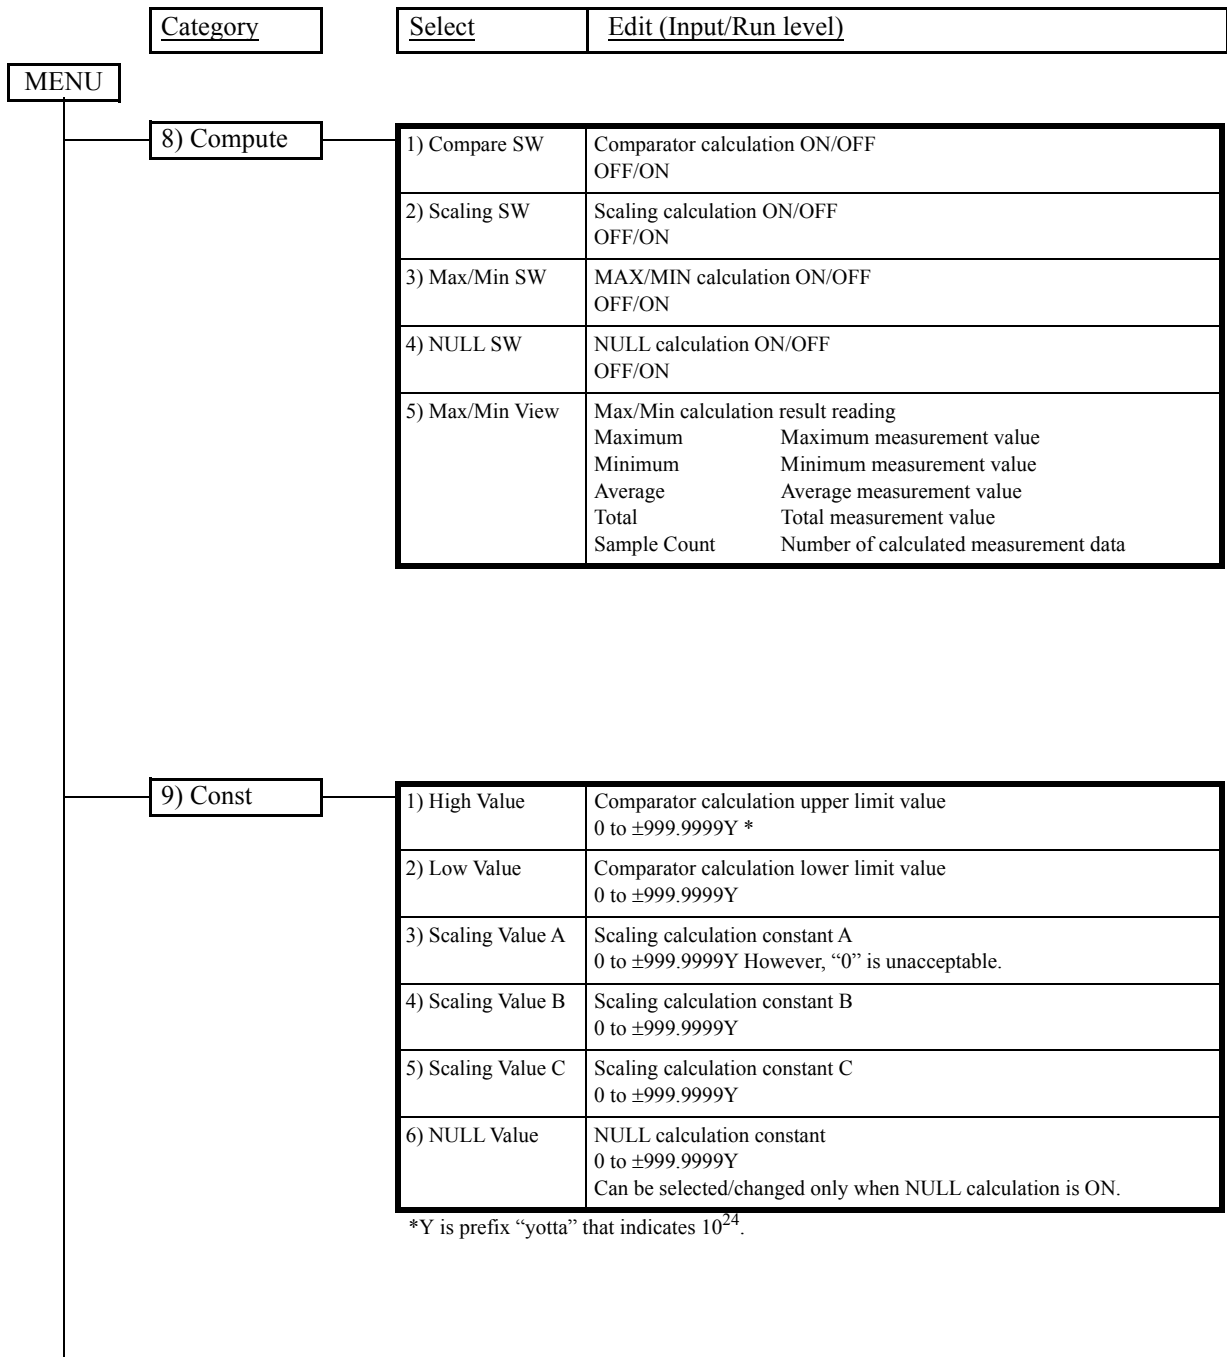 Category Select Edit (Input/Run level)
MENU
8) Compute
1) Compare SW Comparator calculation ON/OFF
OFF/ON
2) Scaling SW Scaling calculation ON/OFF
OFF/ON
3) Max/Min SW MAX/MIN calculation ON/OFF
OFF/ON
4) NULL SW NULL calculation ON/OFF
OFF/ON
5) Max/Min View Max/Min calculation result reading
Maximum Maximum measurement value
Minimum Minimum measurement value
Average Average measurement value
Total Total measurement value
Sample Count Number of calculated measurement data
9) Const
1) High Value Comparator calculation upper limit value
0 to ±999.9999Y *
2) Low Value Comparator calculation lower limit value
0 to ±999.9999Y
3) Scaling Value A Scaling calculation constant A
0 to ±999.9999Y However, “0” is unacceptable.
4) Scaling Value B Scaling calculation constant B
0 to ±999.9999Y
5) Scaling Value C Scaling calculation constant C
0 to ±999.9999Y
6) NULL Value NULL calculation constant
0 to ±999.9999Y
Can be selected/changed only when NULL calculation is ON.
*Y is prefix “yotta” that indicates 10²⁴.